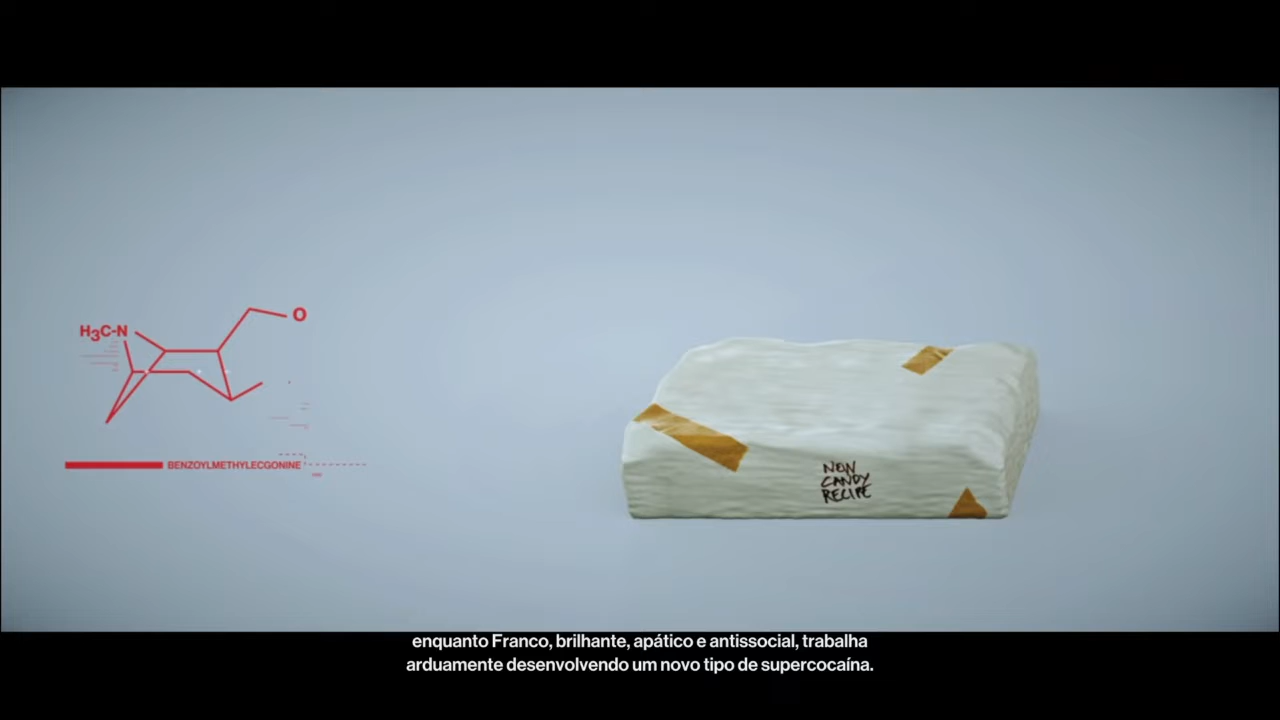 H₃C-N
O
BENZOYLMETHYLECGONINE
NEW
CANDY
RECIPE
enquanto Franco, brilhante, apático e antissocial, trabalha
arduamente desenvolvendo um novo tipo de supercocaína.